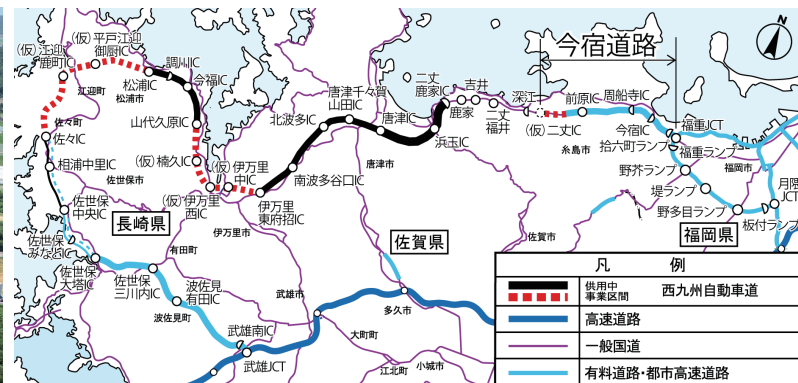 N
今宿道路
(仮)江迎
鹿町IC
(仮)平戸江迎
御厨IC
調川IC
今福IC
松浦IC
松浦市
江迎町
山代久原IC
佐々町
佐々IC
(仮)楠久IC
(仮)伊万里
中IC
(仮)伊万里
西IC
相浦中里IC
佐世保市
佐世保
中央IC
佐世保
みなとIC
佐世保
大塔IC
長崎県
佐世保
三川内IC
有田町
波佐見
有田IC
波佐見町
伊万里
東府招IC
伊万里市
南波多谷口IC
北波多IC
唐津千々賀
山田IC
唐津IC
唐津市
二丈
鹿家IC
浜玉IC
吉井
鹿家
二丈
福井
深江
(仮)二丈IC
前原IC
周船寺IC
今宿IC
糸島市
拾六町ランプ
福重JCT
福重ランプ
福岡市
野芥ランプ
堤ランプ
野多目ランプ
月隈
JCT
板付ランプ
福岡県
佐賀県
佐賀市
武雄市
武雄南IC
武雄JCT
多久市
大町町
江北町
小城市
凡 例
供用中
事業区間
西九州自動車道
高速道路
一般国道
有料道路・都市高速道路